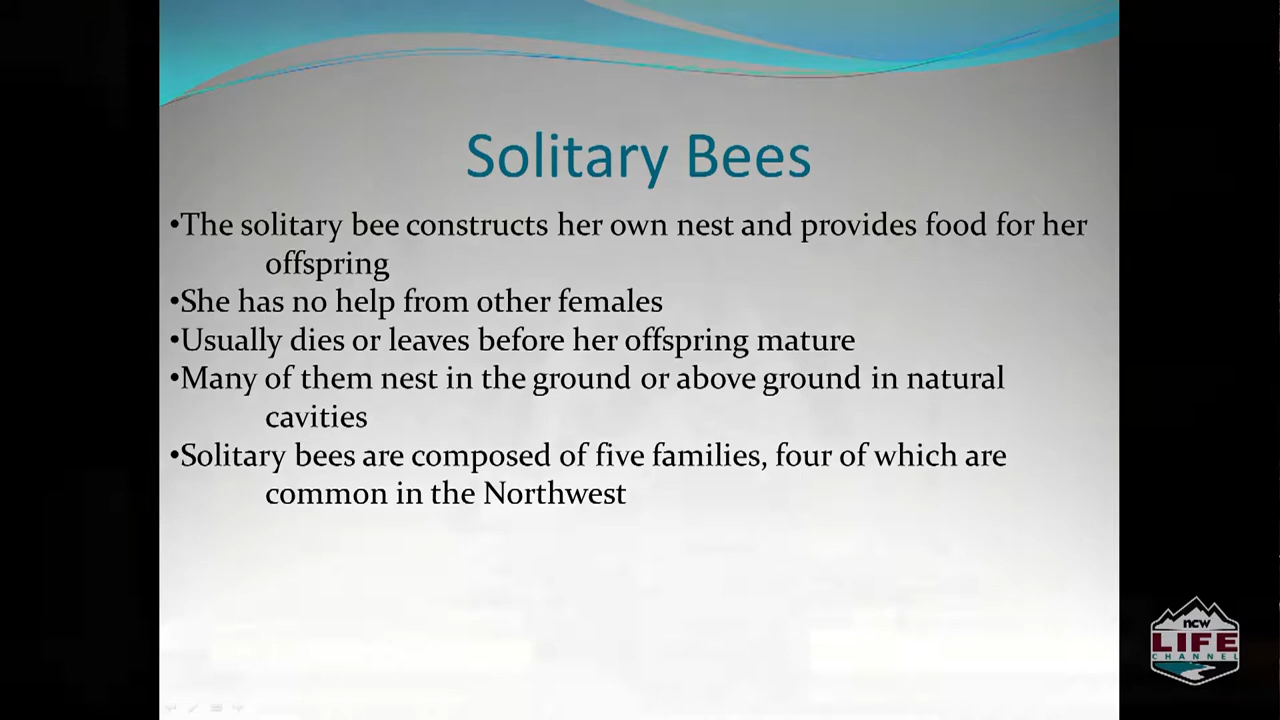 Solitary Bees
•The solitary bee constructs her own nest and provides food for her
offspring
•She has no help from other females
•Usually dies or leaves before her offspring mature
•Many of them nest in the ground or above ground in natural
cavities
•Solitary bees are composed of five families, four of which are
common in the Northwest
ncw
LIFE
CHANNEL